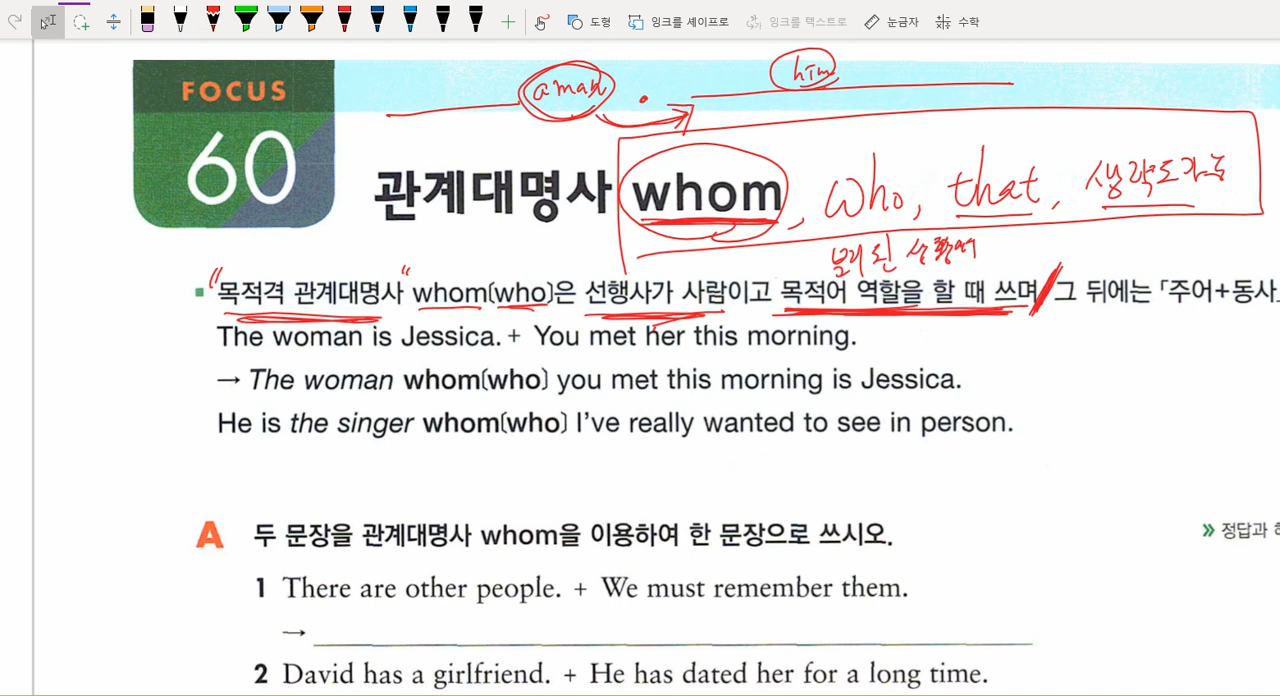 도형 잉크를 셰이프로 잉크를 텍스트로 눈금자 수학
a man . him
FOCUS
60
관계대명사 whom, who, that, 생략도가능
분리된 상황에서
"목적격 관계대명사" whom(who)은 선행사가 사람이고 목적어 역할을 할 때 쓰며 / 그 뒤에는 「주어+동사」
The woman is Jessica. + You met her this morning.
→ The woman whom(who) you met this morning is Jessica.
He is the singer whom(who) I've really wanted to see in person.
A 두 문장을 관계대명사 whom을 이용하여 한 문장으로 쓰시오.
» 정답과 해
1 There are other people. + We must remember them.
→
2 David has a girlfriend. + He has dated her for a long time.